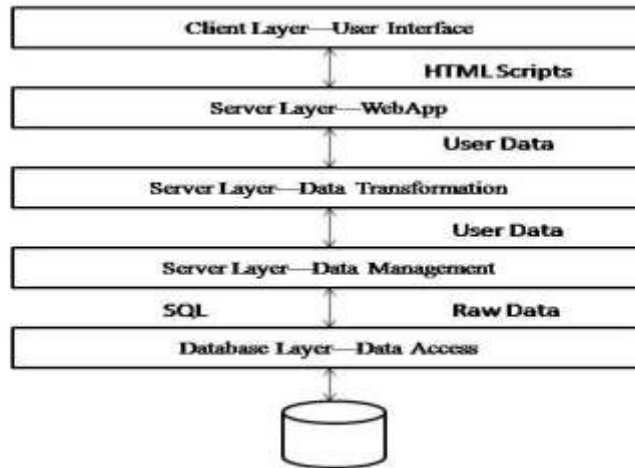 Client Layer—User Interface
HTML Scripts
Server Layer—WebApp
User Data
Server Layer—Data Transformation
User Data
Server Layer—Data Management
SQL Raw Data
Database Layer—Data Access